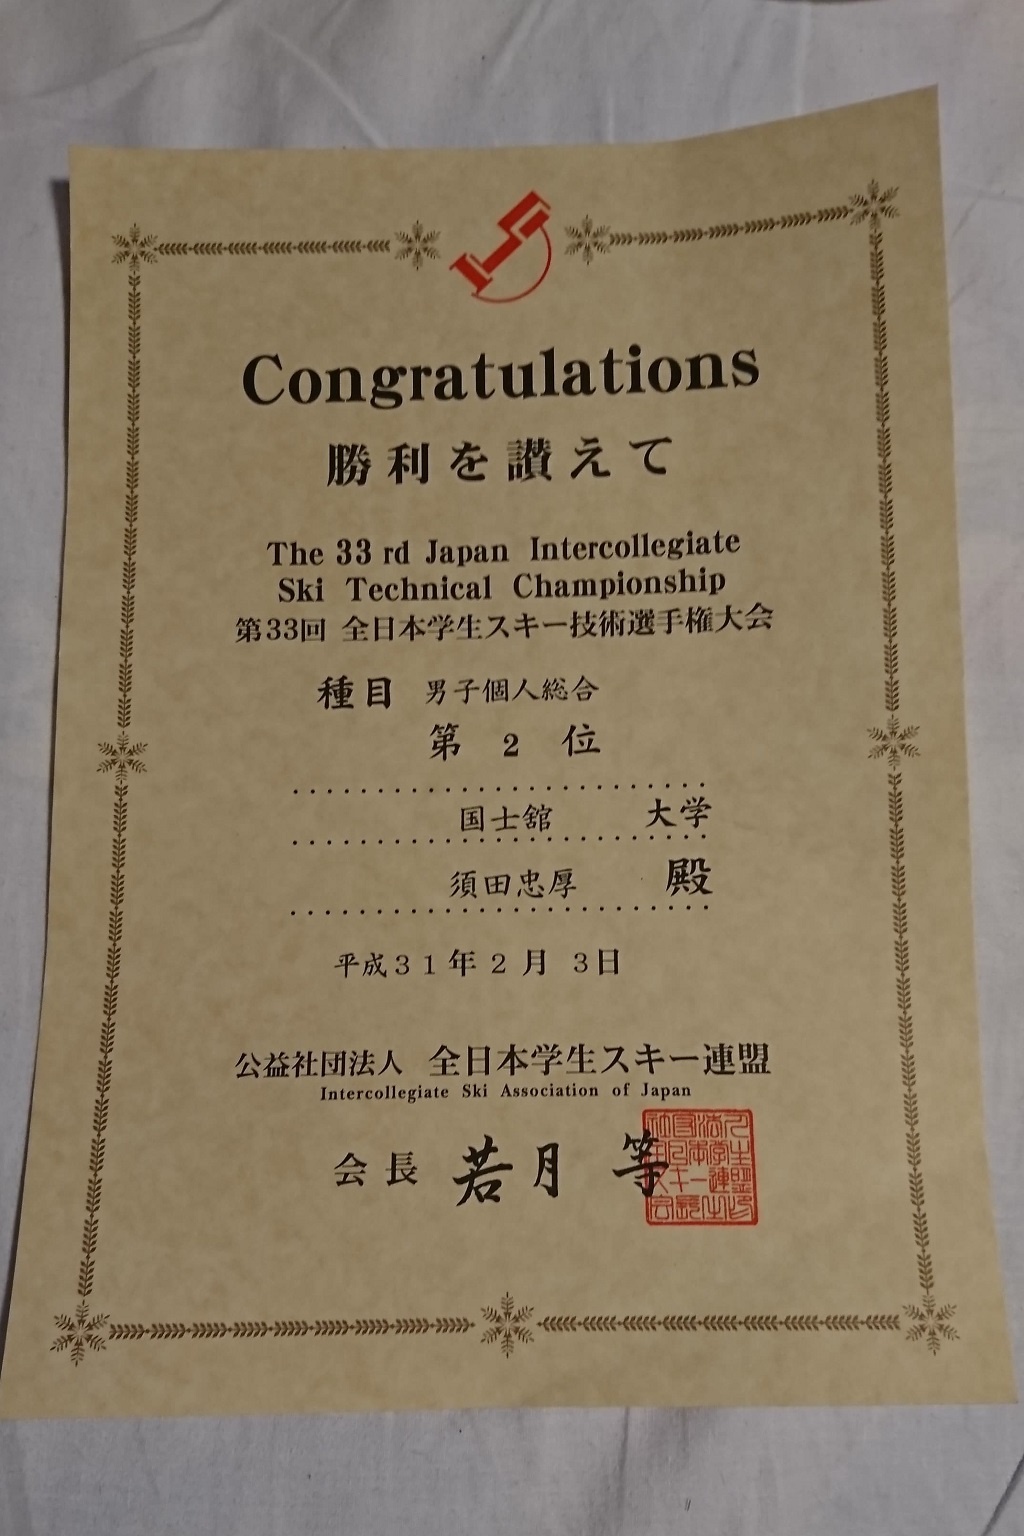 Congratulations
勝利を讃えて
The 33 rd Japan Intercollegiate
Ski Technical Championship
第33回 全日本学生スキー技術選手権大会
種目 男子個人総合
第 2 位
国士舘 大学
須田忠厚 殿
平成31年2月 3日
公益社団法人 全日本学生スキー連盟
Intercollegiate Ski Association of Japan
会長 若月 等